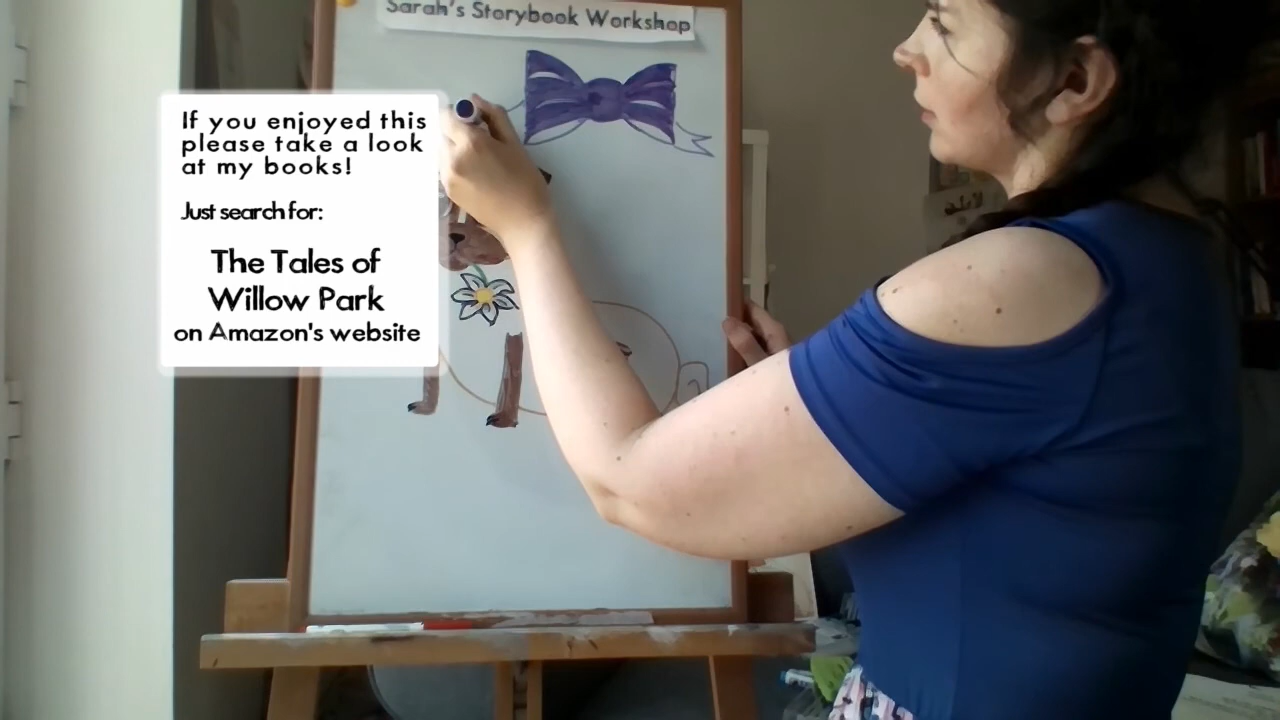 Sarah's Storybook Workshop
If you enjoyed this
please take a look
at my books!
Just search for:
The Tales of
Willow Park
on Amazon's website